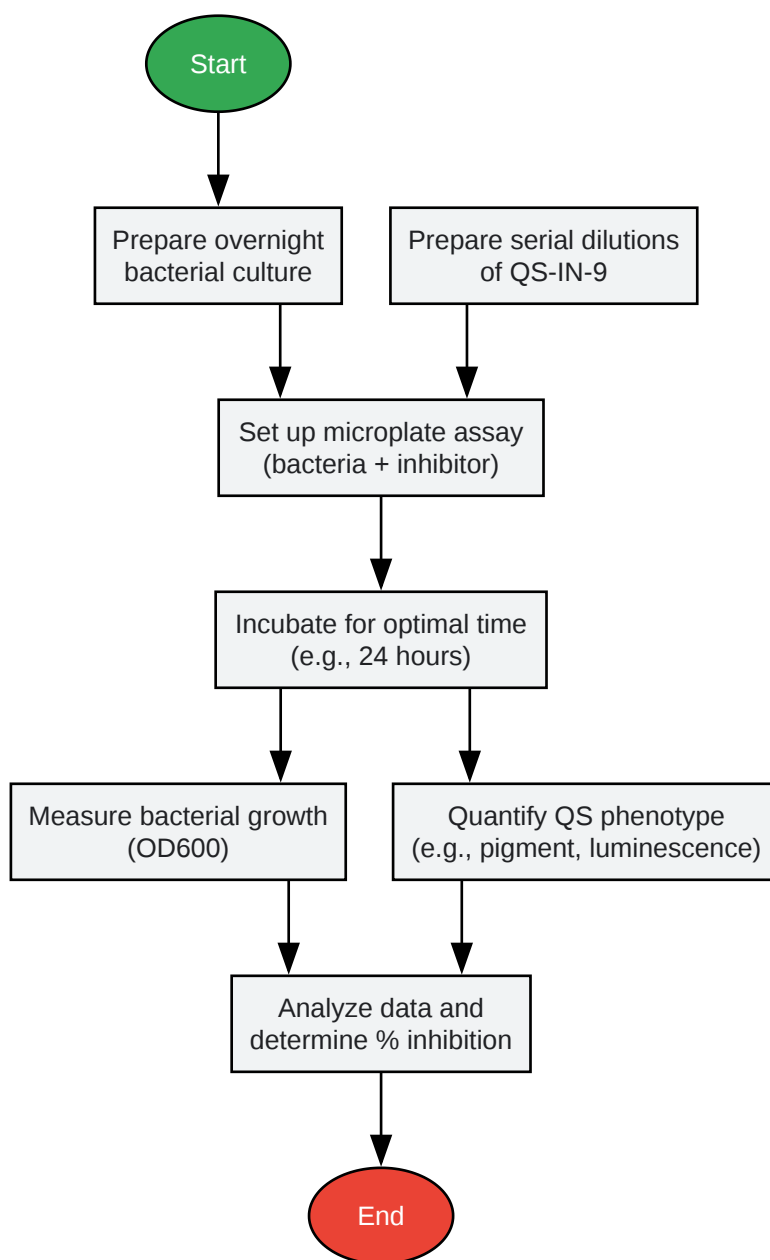 Start
Prepare overnight
bacterial culture
Prepare serial dilutions
of QS-IN-9
Set up microplate assay
(bacteria + inhibitor)
Incubate for optimal time
(e.g., 24 hours)
Measure bacterial growth
(OD600)
Quantify QS phenotype
(e.g., pigment, luminescence)
Analyze data and
determine % inhibition
End